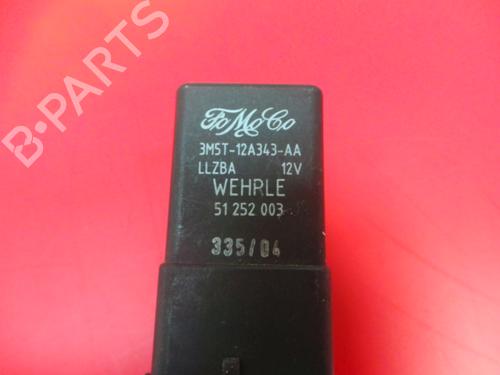 B-PARTS
FoMoCo
3M5T-12A343-AA
LLZBA 12V
WEHRLE
51 252 003
335/04